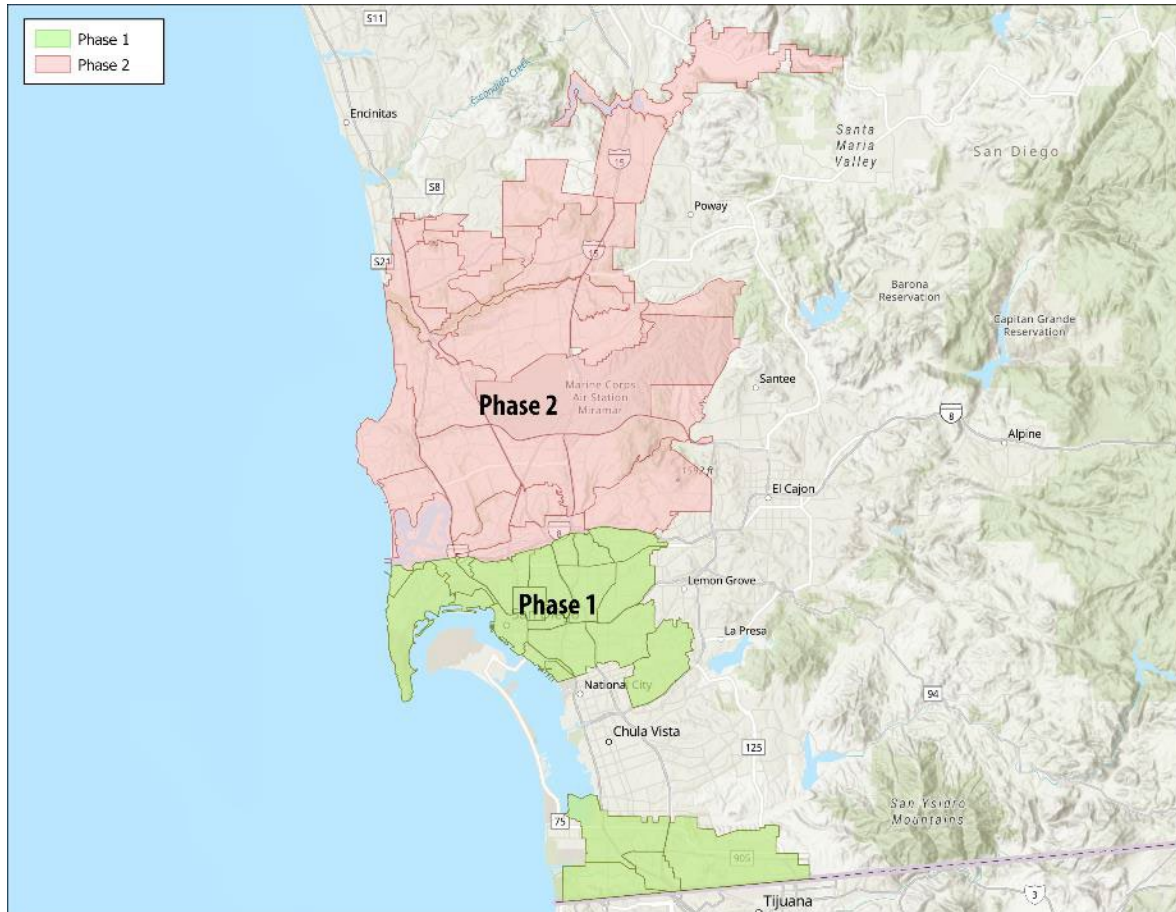 Phase 1
Phase 2
S11
Encinitas
Escondido Creek
Santa
Maria
Valley
San Diego
15
S8
Poway
S21
15
Barona
Reservation
Capitan Grande
Reservation
Santee
Marine Corps
Air Station
Miramar
Phase 2
8
Alpine
El Cajon
8
Lemon Grove
Phase 1
La Presa
National City
94
Chula Vista
125
San Ysidro
Mountains
75
905
Tijuana
3